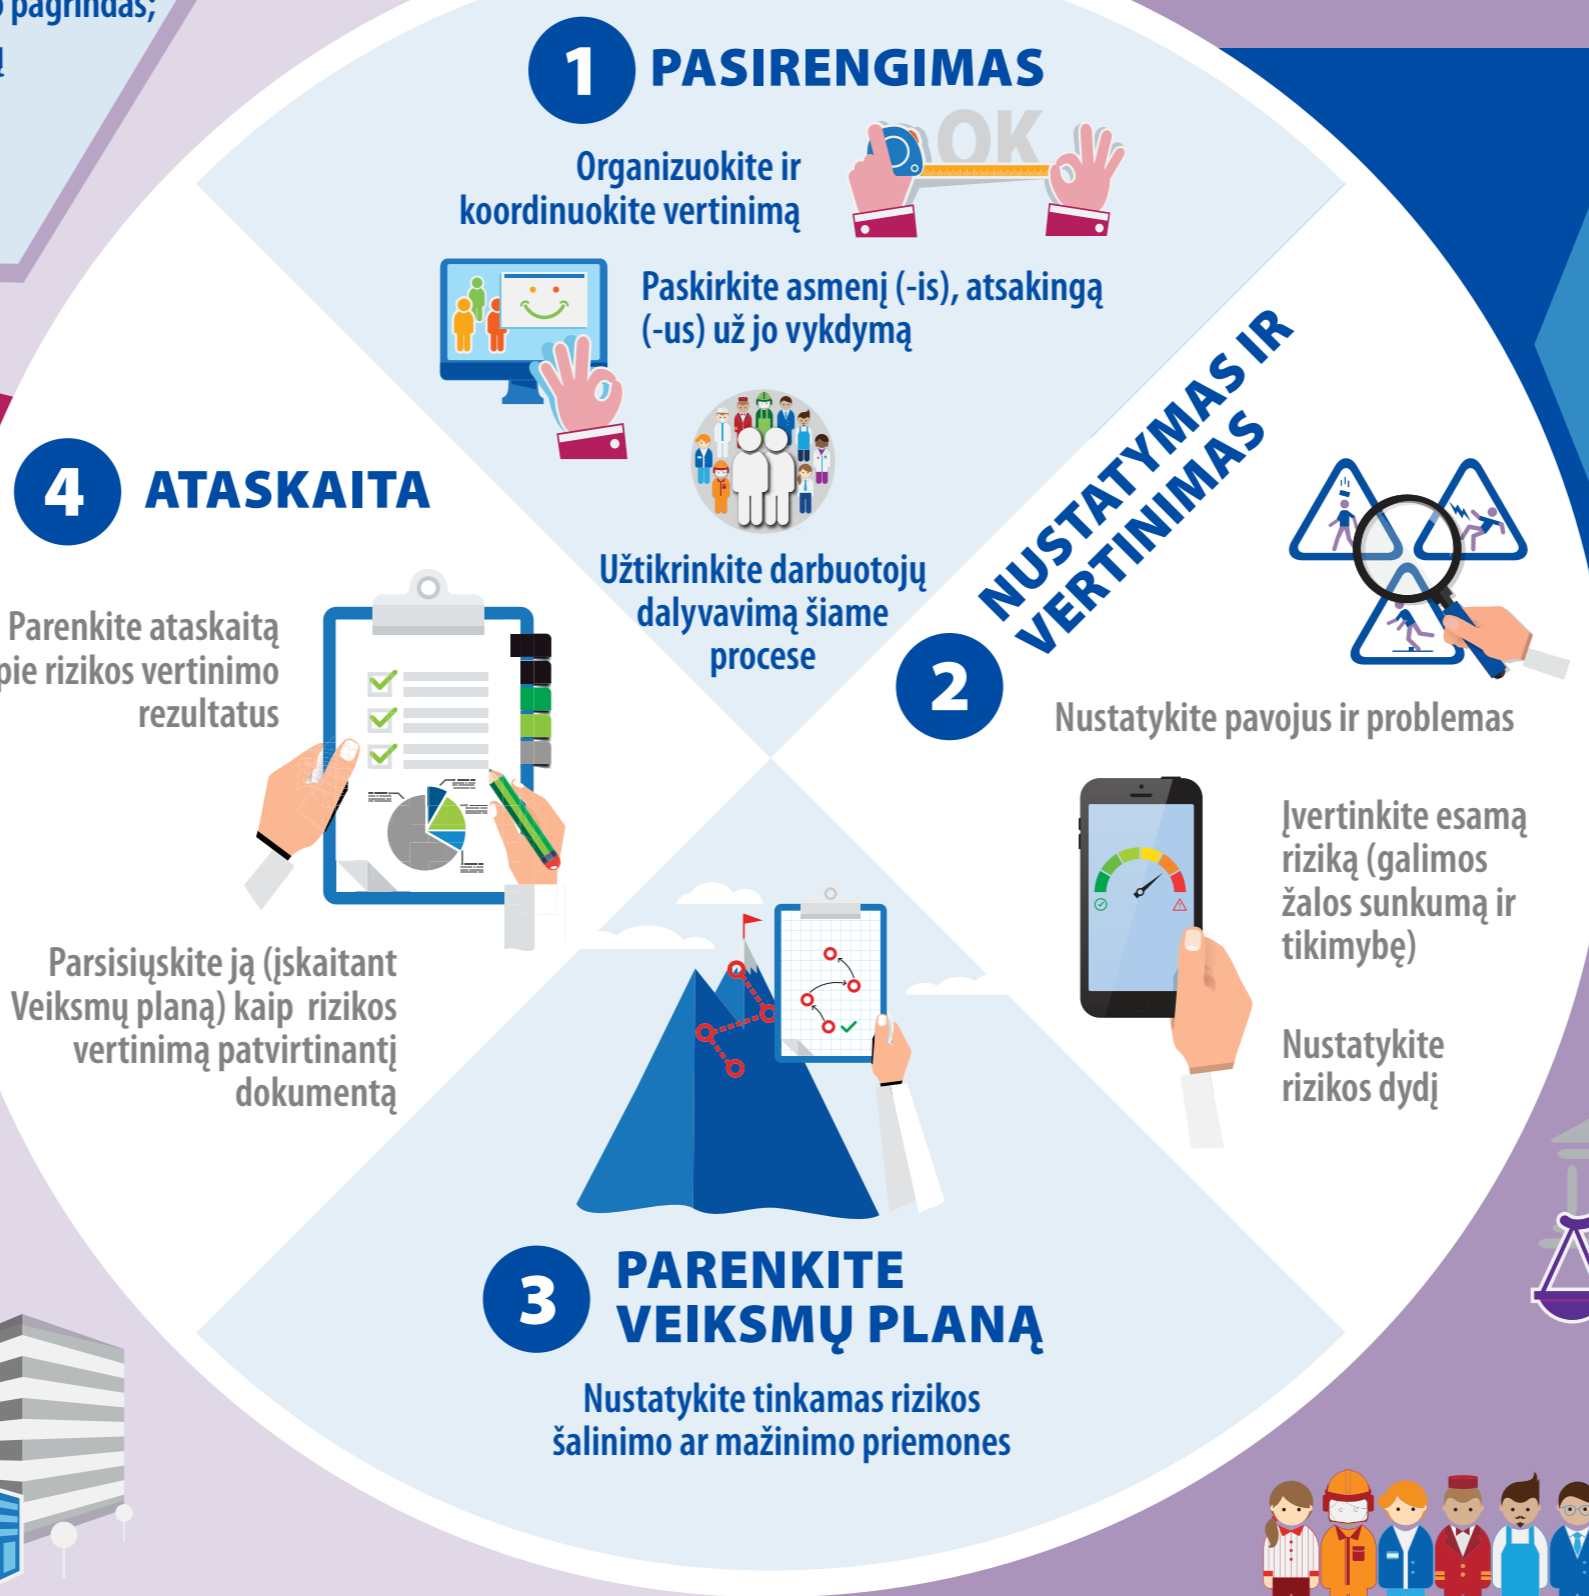 pagrindas;
1 PASIRENGIMAS
OK
Organizuokite ir
koordinuokite vertinimą
Paskirkite asmenį (-is), atsakingą
(-us) už jo vykdymą
Užtikrinkite darbuotojų
dalyvavimą šiame
procese
2 NUSTATYMAS IR
VERTINIMAS
Nustatykite pavojus ir problemas
Įvertinkite esamą
riziką (galimos
žalos sunkumą ir
tikimybę)
Nustatykite
rizikos dydį
3 PARENKITE
VEIKSMŲ PLANĄ
Nustatykite tinkamas rizikos
šalinimo ar mažinimo priemones
4 ATASKAITA
Parenkite ataskaitą
pie rizikos vertinimo
rezultatus
Parsisiųskite ją (įskaitant
Veiksmų planą) kaip rizikos
vertinimą patvirtinantį
dokumentą